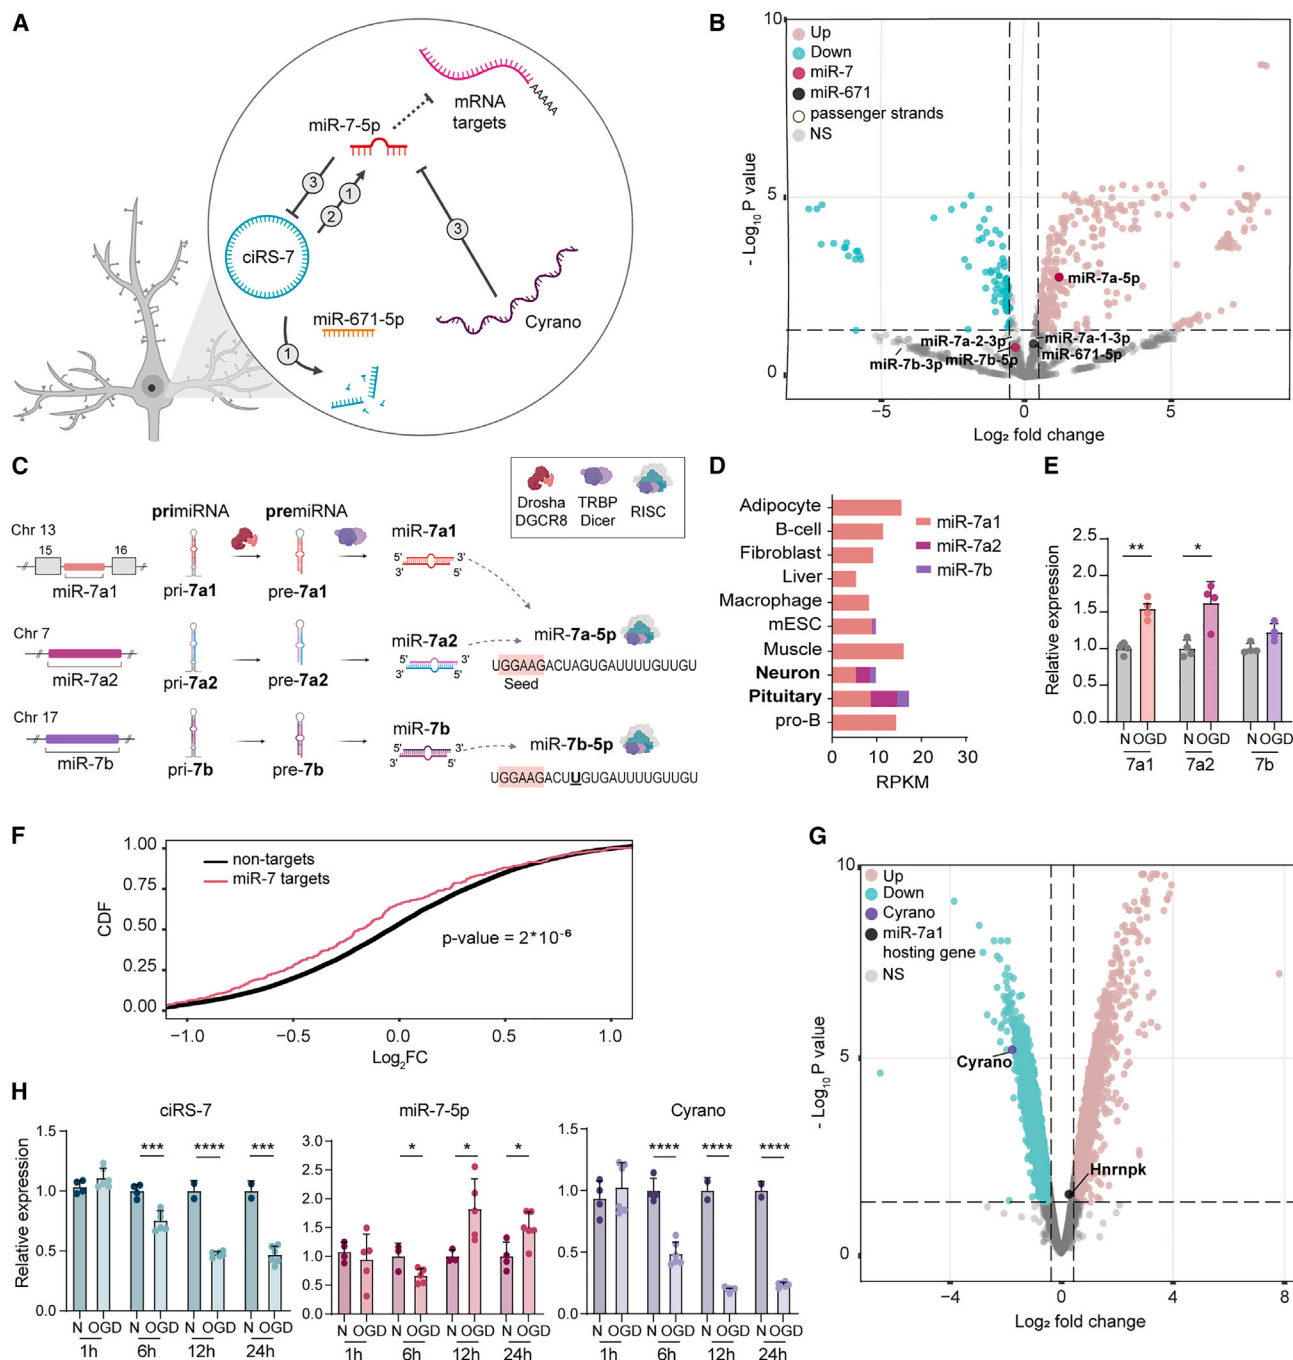 A
miR-7-5p
mRNA
targets
AAAAA
3
1
2
3
ciRS-7
miR-671-5p
1
Cyrano
B
Up
Down
miR-7
miR-671
passenger strands
NS
10
5
0
- Log₁₀ P value
miR-7a-5p
miR-7a-2-3p
miR-7a-1-3p
miR-7b-5p
miR-671-5p
miR-7b-3p
−5
0
5
Log₂ fold change
C
Drosha
DGCR8
TRBP
Dicer
RISC
primiRNA
premiRNA
miR-7a1
Chr 13
15
16
miR-7a1
pri-7a1
pre-7a1
5'
3'
3'
5'
Chr 7
miR-7a2
pri-7a2
pre-7a2
miR-7a2
5'
3'
3'
5'
miR-7a-5p
UGGAAGACUAGUGAUUUUGUUGU
Seed
Chr 17
miR-7b
pri-7b
pre-7b
miR-7b
5'
3'
3'
5'
miR-7b-5p
UGGAAGACUUGUGAUUUUGUUGU
D
Adipocyte
B-cell
Fibroblast
Liver
Macrophage
mESC
Muscle
Neuron
Pituitary
pro-B
miR-7a1
miR-7a2
miR-7b
0
10
20
30
RPKM
E
Relative expression
2.5
2.0
1.5
1.0
0.5
0.0
**
*
N OGD
N OGD
N OGD
7a1
7a2
7b
F
CDF
1.00
0.75
0.50
0.25
0.00
non-targets
miR-7 targets
p-value = 2*10⁻⁶
−1.0
−0.5
0.0
0.5
1.0
Log₂FC
G
Up
Down
Cyrano
miR-7a1
hosting gene
NS
10
5
0
- Log₁₀ P value
Cyrano
Hnrnpk
−4
0
4
8
Log₂ fold change
H
ciRS-7
Relative expression
1.5
1.0
0.5
0.0
***
****
***
N OGD
N OGD
N OGD
N OGD
1h
6h
12h
24h
miR-7-5p
3.0
2.5
2.0
1.5
1.0
0.5
0.0
*
*
*
N OGD
N OGD
N OGD
N OGD
1h
6h
12h
24h
Cyrano
1.5
1.0
0.5
0.0
****
****
****
N OGD
N OGD
N OGD
N OGD
1h
6h
12h
24h